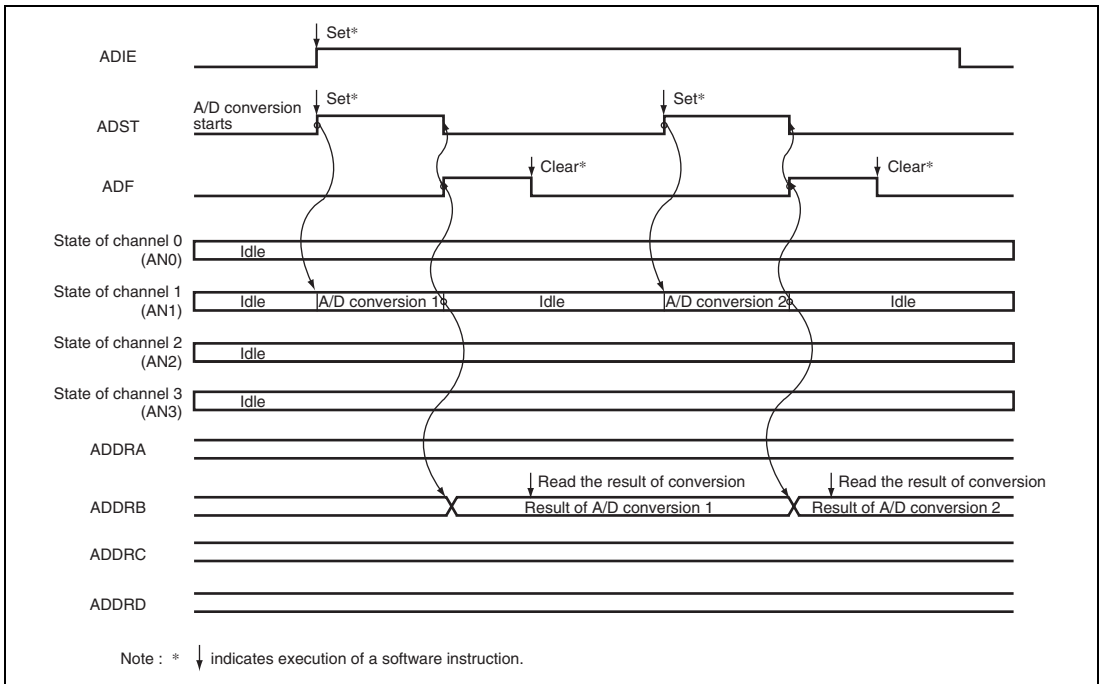 Set*
ADIE
A/D conversion
starts
Set*
Set*
ADST
Clear*
Clear*
ADF
State of channel 0
(AN0)
Idle
State of channel 1
(AN1)
Idle
A/D conversion 1
Idle
A/D conversion 2
Idle
State of channel 2
(AN2)
Idle
State of channel 3
(AN3)
Idle
ADDRA
Read the result of conversion
Read the result of conversion
ADDRB
Result of A/D conversion 1
Result of A/D conversion 2
ADDRC
ADDRD
Note : * ↓ indicates execution of a software instruction.